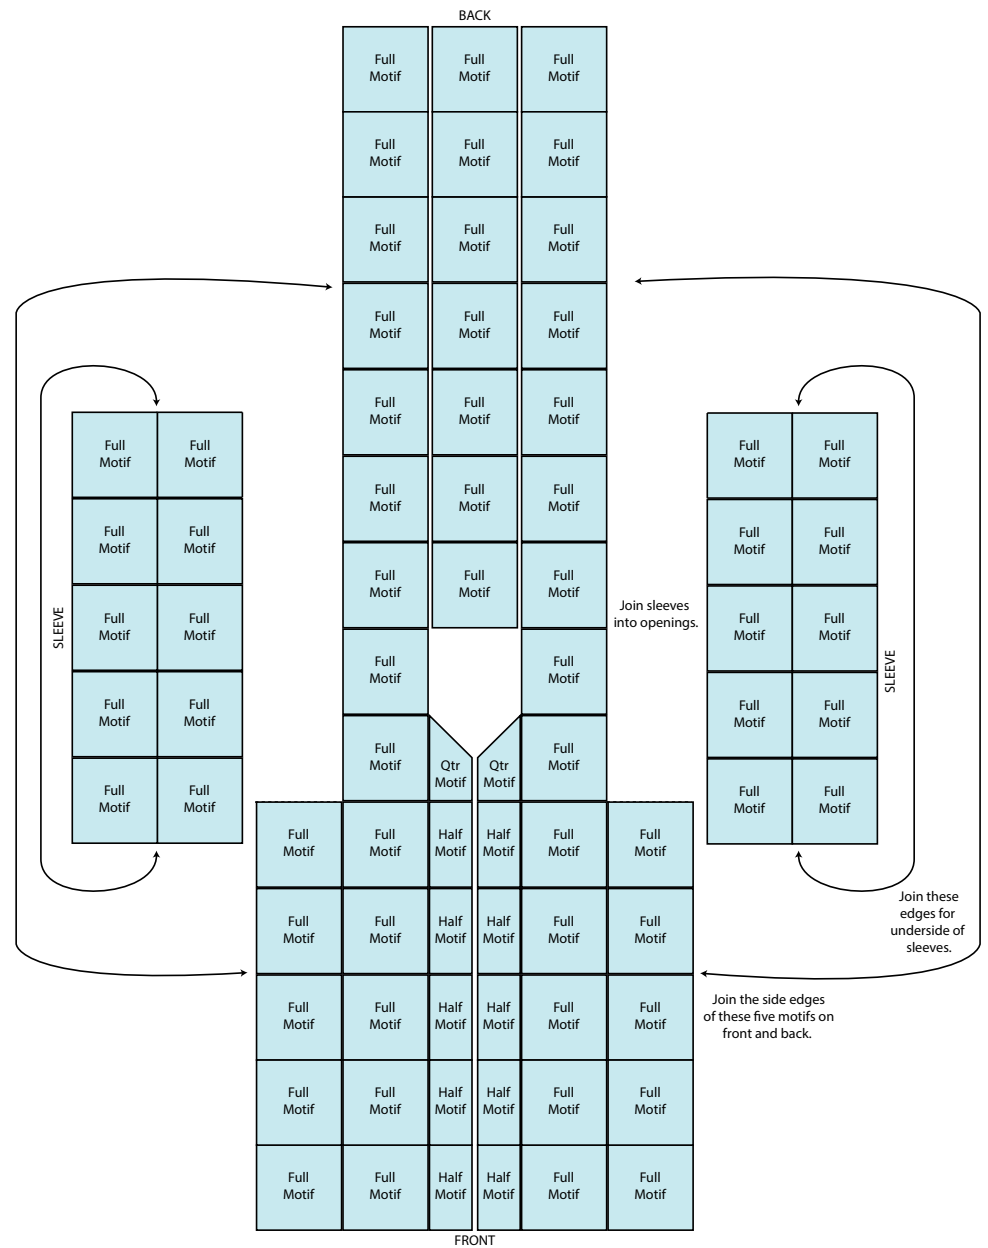 BACK
Full Full Full
Motif Motif Motif
Full Full Full
Motif Motif Motif
Full Full Full
Motif Motif Motif
Full Full Full
Motif Motif Motif
Full Full Full
Motif Motif Motif
Full Full Full Full
Motif Motif Motif Motif
Full Full Full
Motif Motif Motif
Full Full Full Full
Motif Motif Motif Motif
Full Full Full
Motif Motif Motif
Join sleeves
into openings.
SLEEVE
Full Full Full Full
Motif Motif Motif Motif
Full Full
Motif Motif
SLEEVE
Full Full Full Full
Motif Motif Motif Motif
Full Full
Motif Motif
Qtr Qtr
Motif Motif
Full Full Full Full
Motif Motif Motif Motif
Full Full Half Half Full Full
Motif Motif Motif Motif Motif Motif
Full Full Half Half Full Full
Motif Motif Motif Motif Motif Motif
Join these
edges for
underside of
sleeves.
Full Full Half Half Full Full
Motif Motif Motif Motif Motif Motif
Join the side edges
of these five motifs on
front and back.
Full Full Half Half Full Full
Motif Motif Motif Motif Motif Motif
Full Full Half Half Full Full
Motif Motif Motif Motif Motif Motif
FRONT